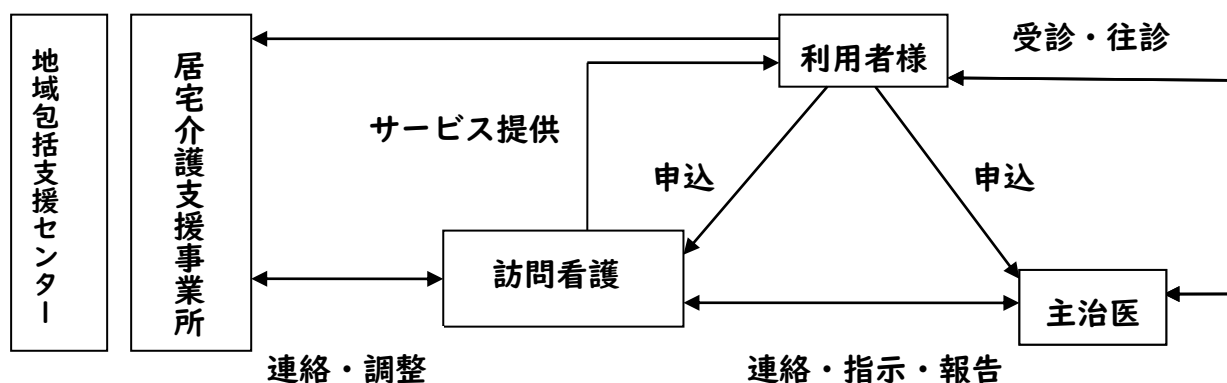 地域包括支援センター
居宅介護支援事業所
利用者様
受診・往診
サービス提供
申込
申込
訪問看護
主治医
連絡・調整
連絡・指示・報告